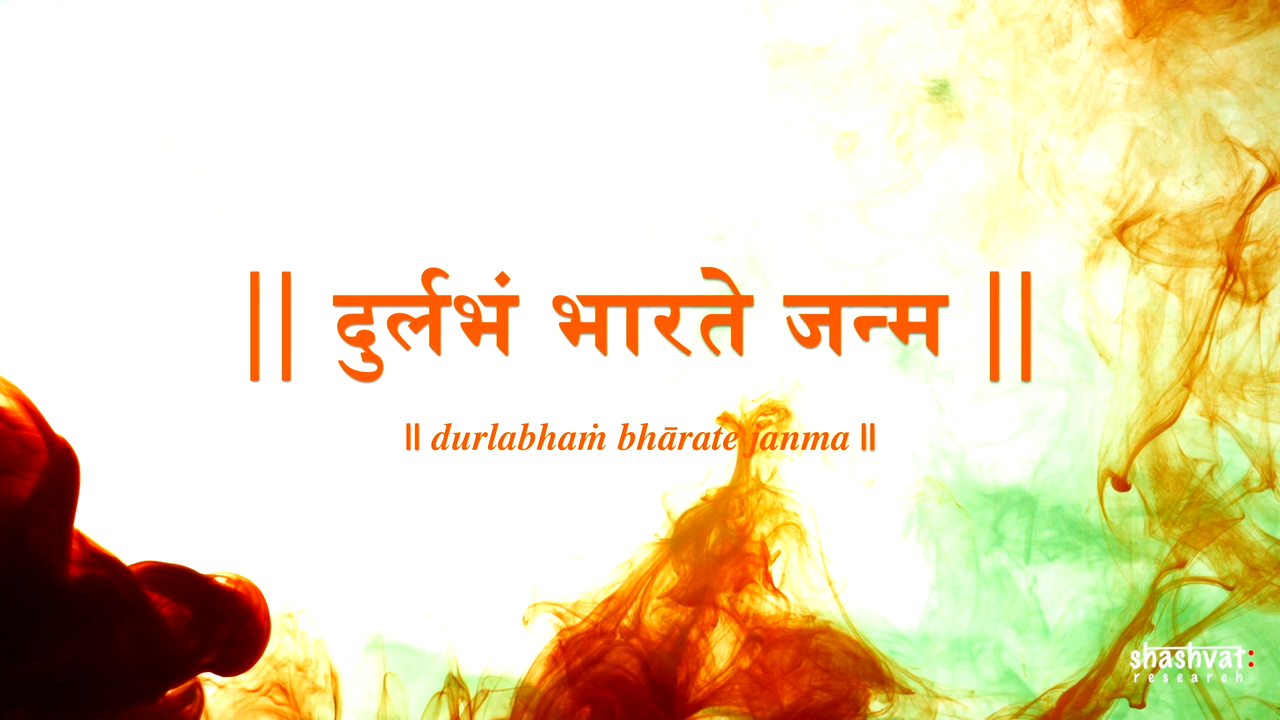 || दुर्लभं भारते जन्म ||
|| durlabhaṁ bhārate janma ||
shashvat:
research